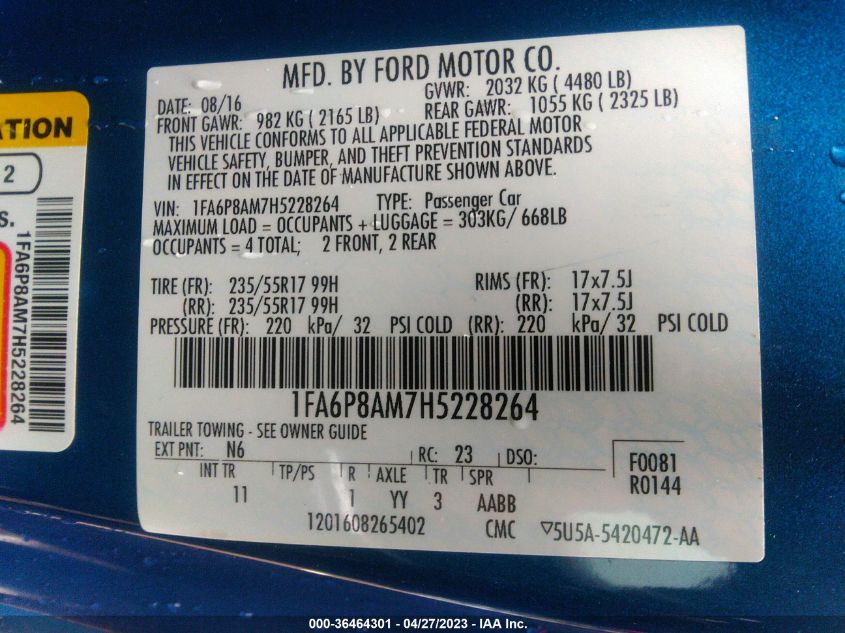 MFD. BY FORD MOTOR CO.
DATE: 08/16 GVWR: 2032 KG ( 4480 LB)
FRONT GAWR: 982 KG ( 2165 LB) REAR GAWR: 1055 KG ( 2325 LB)
THIS VEHICLE CONFORMS TO ALL APPLICABLE FEDERAL MOTOR
VEHICLE SAFETY, BUMPER, AND THEFT PREVENTION STANDARDS
IN EFFECT ON THE DATE OF MANUFACTURE SHOWN ABOVE.
VIN: 1FA6P8AM7H5228264 TYPE: Passenger Car
MAXIMUM LOAD = OCCUPANTS + LUGGAGE = 303KG/ 668LB
OCCUPANTS = 4 TOTAL; 2 FRONT, 2 REAR
TIRE (FR): 235/55R17 99H RIMS (FR): 17x7.5J
(RR): 235/55R17 99H (RR): 17x7.5J
PRESSURE (FR): 220 kPa/ 32 PSI COLD (RR): 220 kPa/ 32 PSI COLD
1FA6P8AM7H5228264
TRAILER TOWING - SEE OWNER GUIDE
EXT PNT: N6 RC: 23 DSO:
F0081
R0144
INT TR TP/PS R AXLE TR SPR
11 1 YY 3 AABB
1201608265402 CMC ▽5U5A-5420472-AA
ATION
2
S.
1FA6P8AM7H5228264
000-36464301 - 04/27/2023 - IAA Inc.